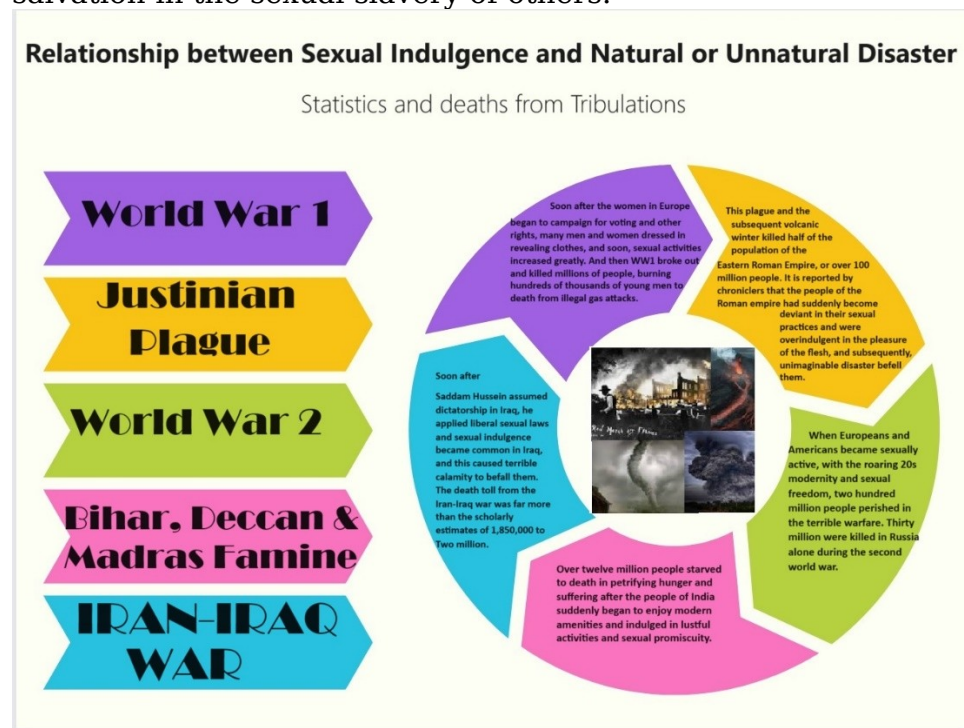 salvation in the sexual slavery of others.
Relationship between Sexual Indulgence and Natural or Unnatural Disaster
Statistics and deaths from Tribulations
World War 1
Justinian
Plague
World War 2
Bihar, Deccan &
Madras Famine
IRAN-IRAQ
WAR
Soon after the women in Europe
began to campaign for voting and other
rights, many men and women dressed in
revealing clothes, and soon, sexual activities
increased greatly. And then WW1 broke out
and killed millions of people, burning
hundreds of thousands of young men to
death from illegal gas attacks.
This plague and the
subsequent volcanic
winter killed half of the
population of the
Eastern Roman Empire, or over 100
million people. It is reported by
chroniclers that the people of the
Roman empire had suddenly become
deviant in their sexual
practices and were
overindulgent in the pleasure
of the flesh, and subsequently,
unimaginable disaster befell
them.
When Europeans and
Americans became sexually
active, with the roaring 20s
modernity and sexual
freedom, two hundred
million people perished in
the terrible warfare. Thirty
million were killed in Russia
alone during the second
world war.
Over twelve million people starved
to death in petrifying hunger and
suffering after the people of India
suddenly began to enjoy modern
amenities and indulged in lustful
activities and sexual promiscuity.
Soon after
Saddam Hussein assumed
dictatorship in Iraq, he
applied liberal sexual laws
and sexual indulgence
became common in Iraq,
and this caused terrible
calamity to befall them.
The death toll from the
Iran-Iraq war was far more
than the scholarly
estimates of 1,850,000 to
Two million.